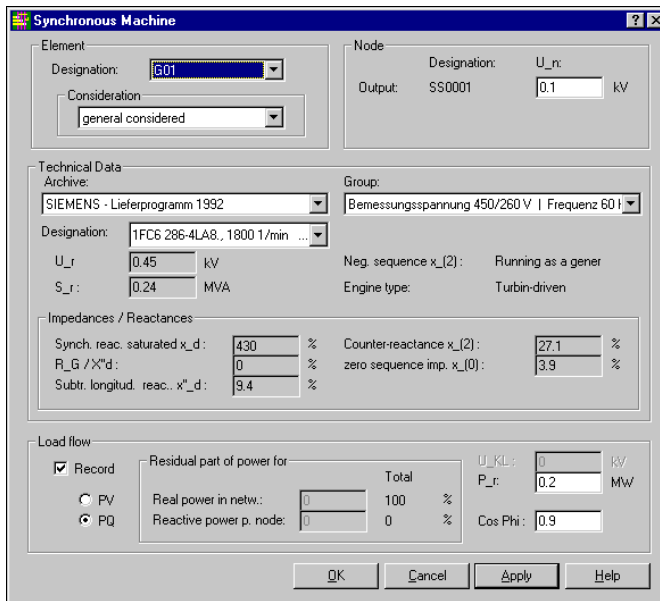 Synchronous Machine
Element
Designation: G01
Consideration
general considered
Node
Designation: U_n:
Output: SS0001 0.1 kV
Technical Data
Archive:
SIEMENS - Lieferprogramm 1992
Group:
Bemessungsspannung 450/260 V | Frequenz 60 H
Designation: 1FC6 286-4LA8., 1800 1/min ...
U_r 0.45 kV
S_r : 0.24 MVA
Neg. sequence x_(2) : Running as a gener
Engine type: Turbin-driven
Impedances / Reactances
Synch. reac. saturated x_d : 430 %
R_G / X"d : 0 %
Subtr. longitud. reac.. x"_d : 9.4 %
Counter-reactance x_(2) : 27.1 %
zero sequence imp. x_(0) : 3.9 %
Load flow
Record
PV
PQ
Residual part of power for
Total
Real power in netw.: 0 100 %
Reactive power p. node: 0 0 %
U_KL : 0 kV
P_r: 0.2 MW
Cos Phi : 0.9
OK Cancel Apply Help